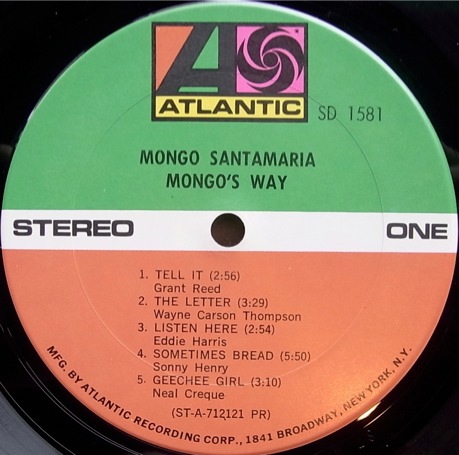 ATLANTIC
SD 1581
MONGO SANTAMARIA
MONGO'S WAY
STEREO ONE
1. TELL IT (2:56)
Grant Reed
2. THE LETTER (3:29)
Wayne Carson Thompson
3. LISTEN HERE (2:54)
Eddie Harris
4. SOMETIMES BREAD (5:50)
Sonny Henry
5. GEECHEE GIRL (3:10)
Neal Creque
(ST-A-712121 PR)
MFG. BY ATLANTIC RECORDING CORP., 1841 BROADWAY, NEW YORK, N.Y.